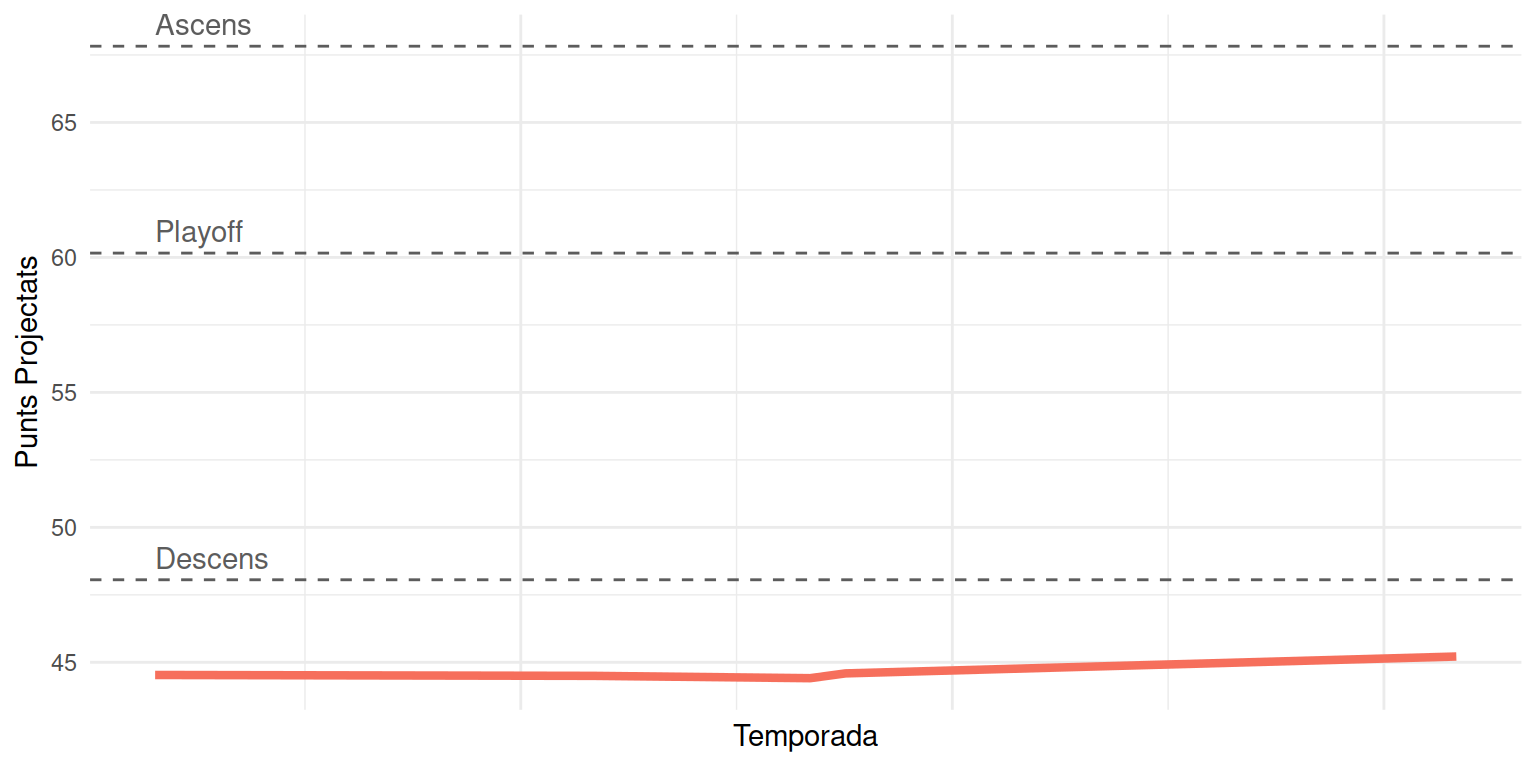 Ascens
65
Playoff
60
Punts Projectats
55
50
Descens
45
Temporada